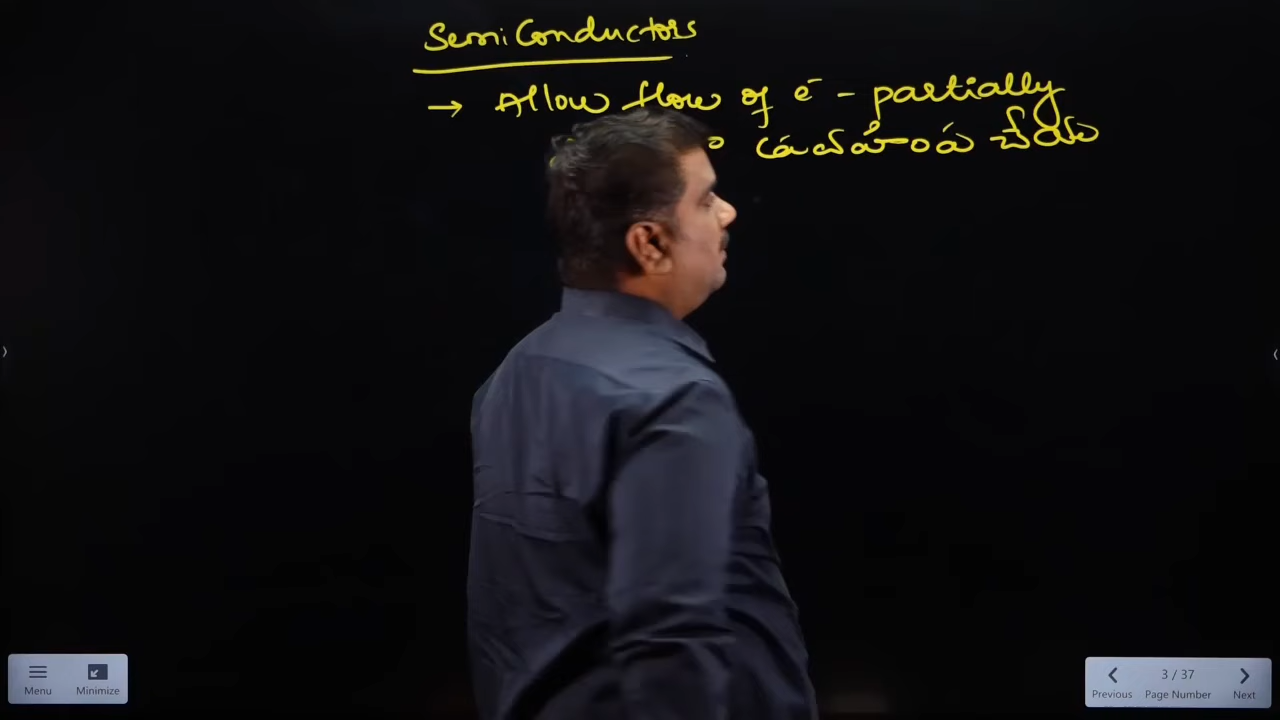 Semi Conductors
→ Allow flow of e⁻ - partially
Menu
Minimize
3 / 37
Previous
Page Number
Next